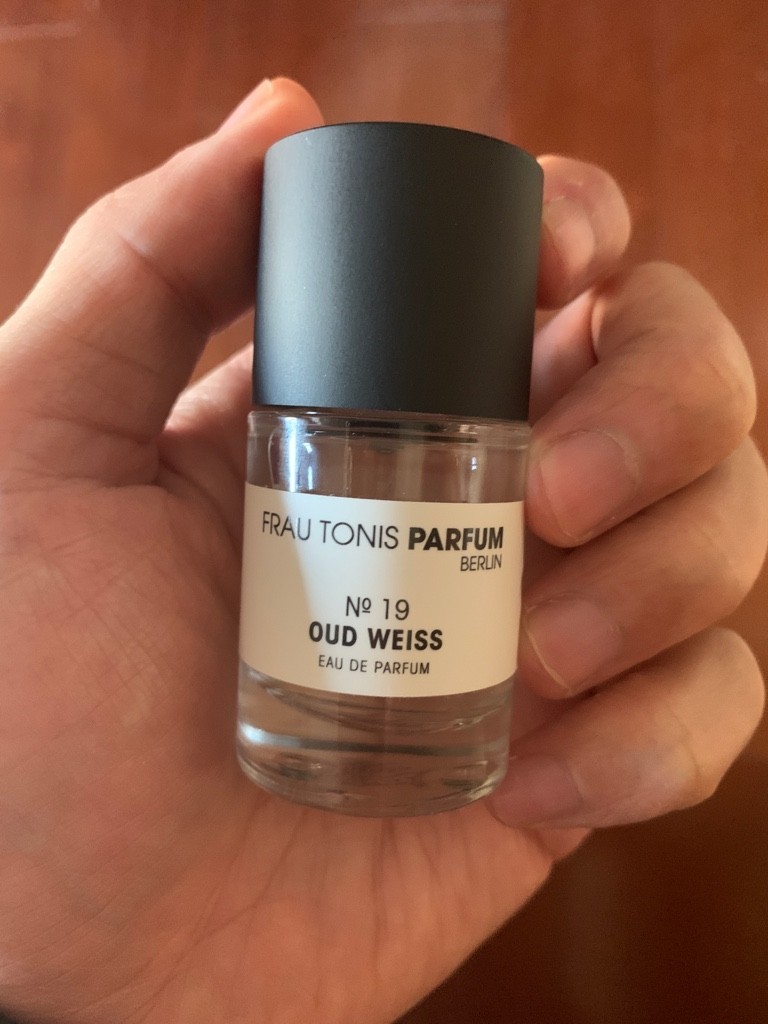 FRAU TONIS PARFUM
BERLIN
Nº 19
OUD WEISS
EAU DE PARFUM